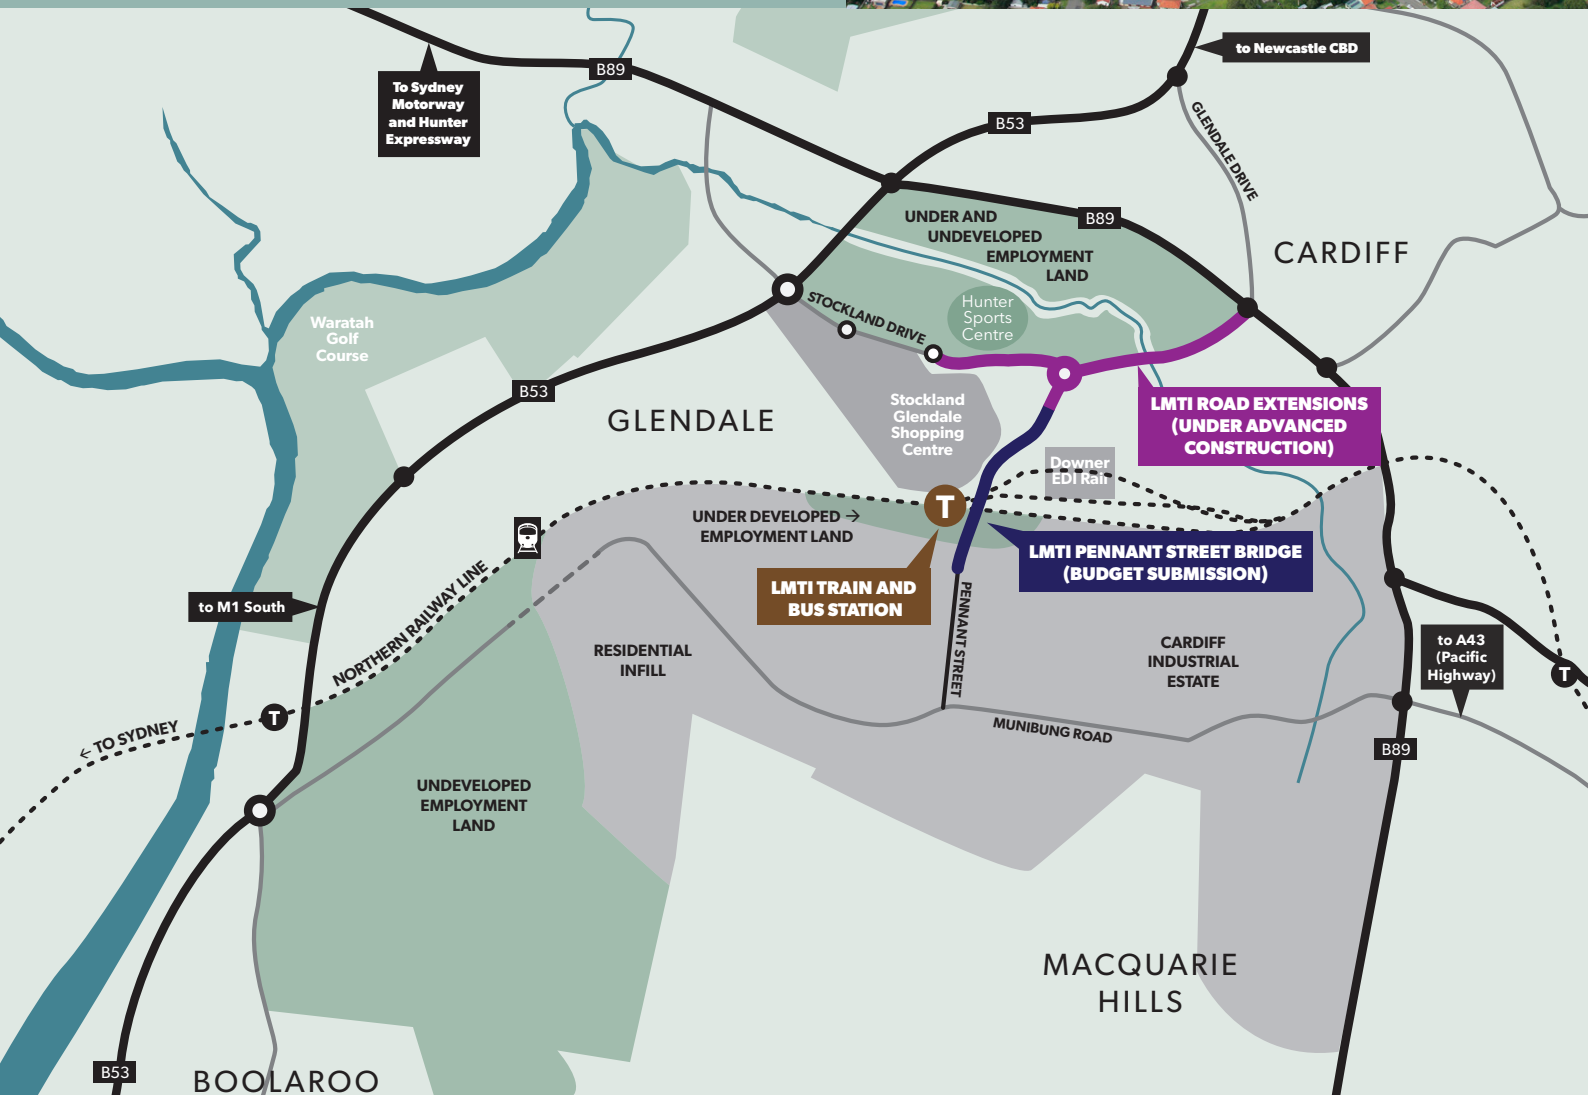 to Newcastle CBD
B89
To Sydney
Motorway
and Hunter
Expressway
B53
GLENDALE DRIVE
UNDER AND
UNDEVELOPED
EMPLOYMENT
LAND
B89
CARDIFF
Hunter
Sports
Centre
STOCKLAND DRIVE
Waratah
Golf
Course
B53
GLENDALE
Stockland
Glendale
Shopping
Centre
LMTI ROAD EXTENSIONS
(UNDER ADVANCED
CONSTRUCTION)
Downer
EDI Rail
T
UNDER DEVELOPED →
EMPLOYMENT LAND
LMTI PENNANT STREET BRIDGE
(BUDGET SUBMISSION)
LMTI TRAIN AND
BUS STATION
to M1 South
NORTHERN RAILWAY LINE
PENNANT STREET
RESIDENTIAL
INFILL
CARDIFF
INDUSTRIAL
ESTATE
to A43
(Pacific
Highway)
T
T
← TO SYDNEY
MUNIBUNG ROAD
B89
UNDEVELOPED
EMPLOYMENT
LAND
MACQUARIE
HILLS
B53
BOOLAROO